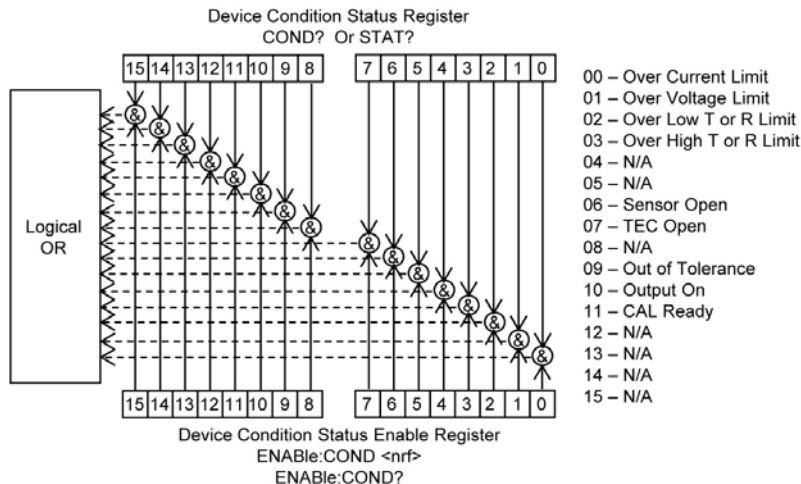 Device Condition Status Register
COND? Or STAT?
15 14 13 12 11 10 9 8 7 6 5 4 3 2 1 0
Logical
OR
& & & & & & & & & & & & & & & &
15 14 13 12 11 10 9 8 7 6 5 4 3 2 1 0
Device Condition Status Enable Register
ENABle:COND <nrf>
ENABle:COND?
00 – Over Current Limit
01 – Over Voltage Limit
02 – Over Low T or R Limit
03 – Over High T or R Limit
04 – N/A
05 – N/A
06 – Sensor Open
07 – TEC Open
08 – N/A
09 – Out of Tolerance
10 – Output On
11 – CAL Ready
12 – N/A
13 – N/A
14 – N/A
15 – N/A